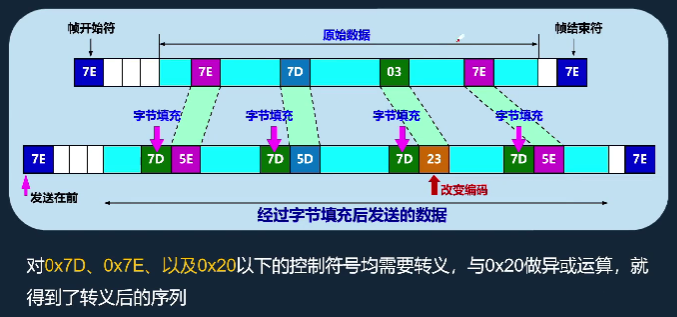 帧开始符 原始数据 帧结束符
7E 7E 7D 03 7E 7E
字节填充 字节填充 字节填充 字节填充
7E 7D 5E 7D 5D 7D 23 7D 5E 7E
发送在前 改变编码
经过字节填充后发送的数据
对0x7D、0x7E、以及0x20以下的控制符号均需要转义，与0x20做异或运算，就
得到了转义后的序列